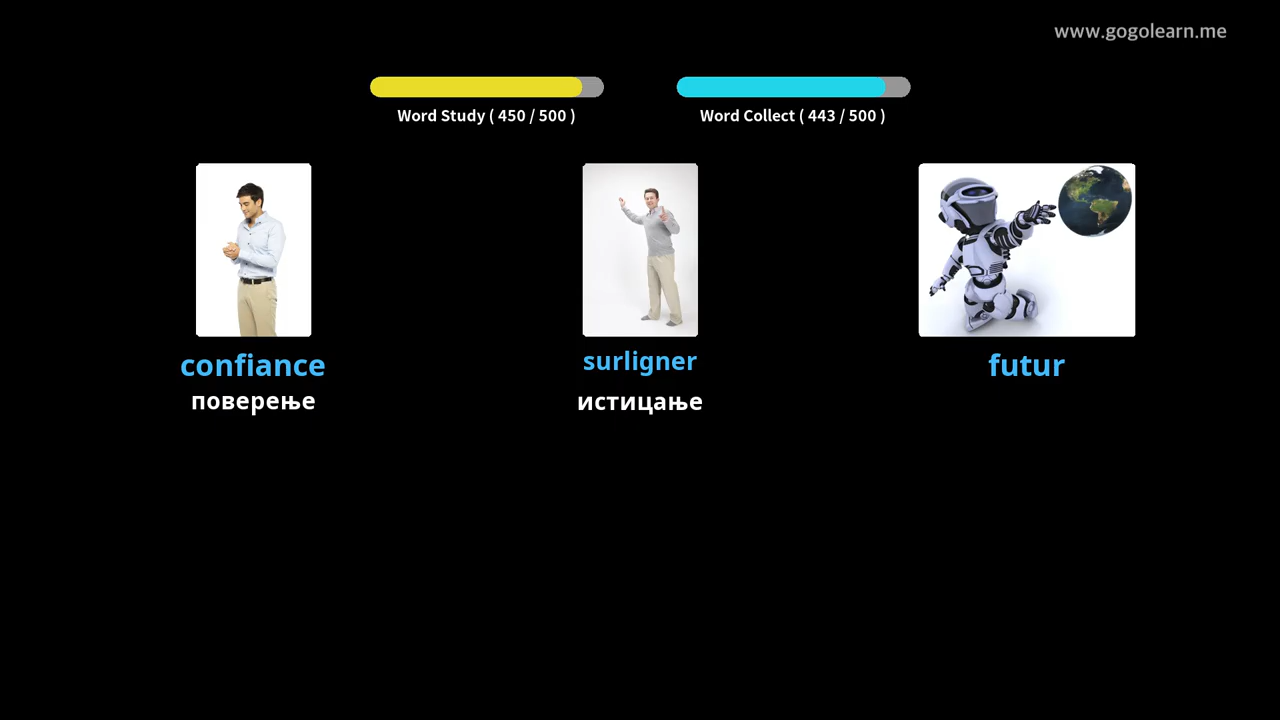 www.gogolearn.me
Word Study ( 450 / 500 )
Word Collect ( 443 / 500 )
confiance
поверење
surligner
истицање
futur